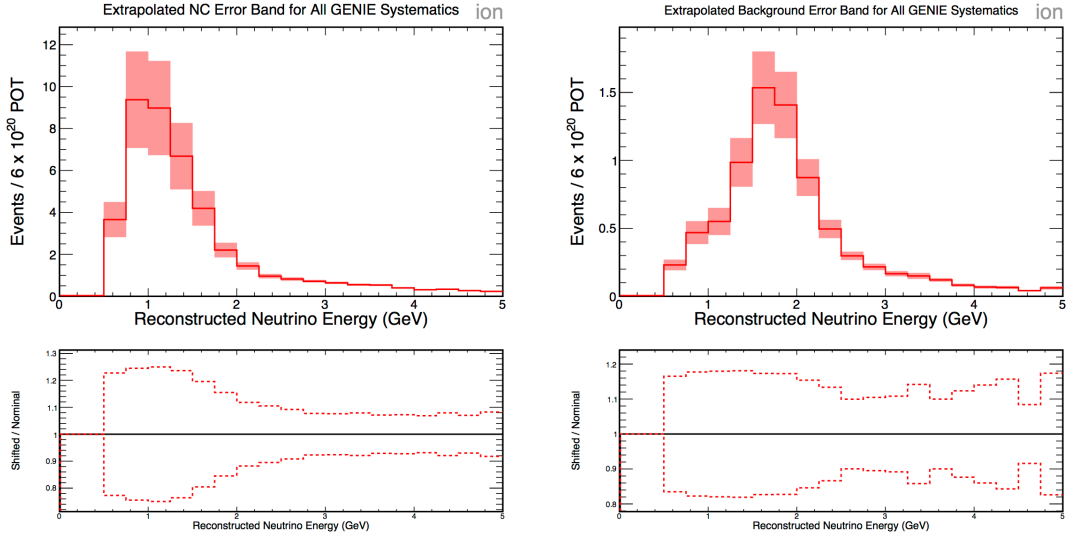 Extrapolated NC Error Band for All GENIE Systematics
ion
Events / 6 x 10²⁰ POT
12
10
8
6
4
2
0
0 1 2 3 4 5
Reconstructed Neutrino Energy (GeV)
Shifted / Nominal
1.3
1.2
1.1
1
0.9
0.8
0 1 2 3 4 5
Reconstructed Neutrino Energy (GeV)
Extrapolated Background Error Band for All GENIE Systematics
ion
Events / 6 x 10²⁰ POT
1.5
1
0.5
0
0 1 2 3 4 5
Reconstructed Neutrino Energy (GeV)
Shifted / Nominal
1.2
1.1
1
0.9
0.8
0 1 2 3 4 5
Reconstructed Neutrino Energy (GeV)